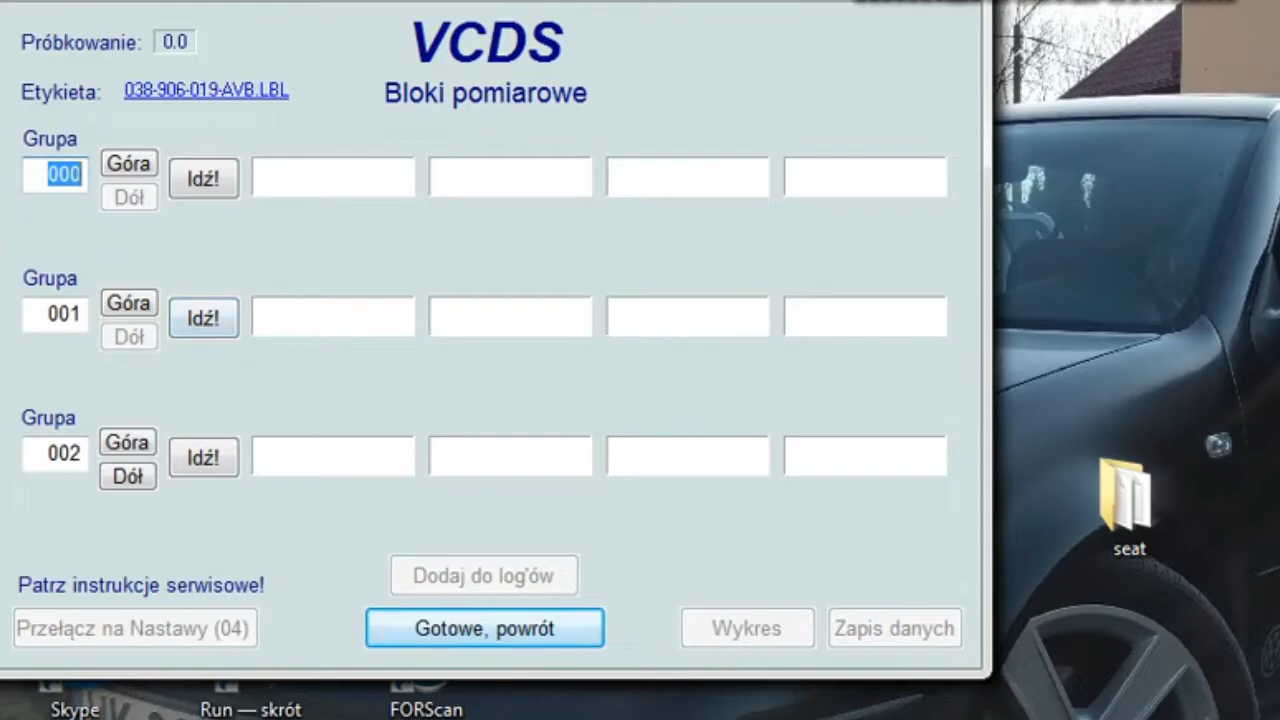 Próbkowanie: 0.0
VCDS
Etykieta: 038-906-019-AVB.LBL
Bloki pomiarowe
Grupa
000 Góra Idź!
Dół
Grupa
001 Góra Idź!
Dół
Grupa
002 Góra Idź!
Dół
Patrz instrukcje serwisowe!
Dodaj do log'ów
Przełącz na Nastawy (04)
Gotowe, powrót
Wykres
Zapis danych
seat
Skype
Run — skrót
FORScan